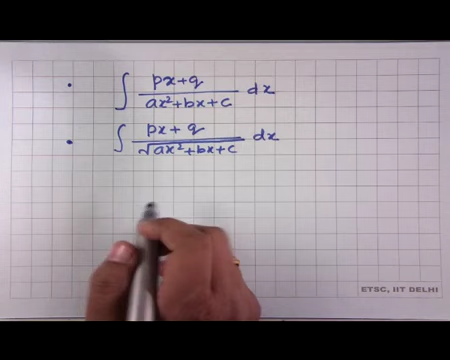 • ∫ px+q / ax²+bx+c dx
• ∫ px+q / √ax²+bx+c dx
ETSC, IIT DELHI